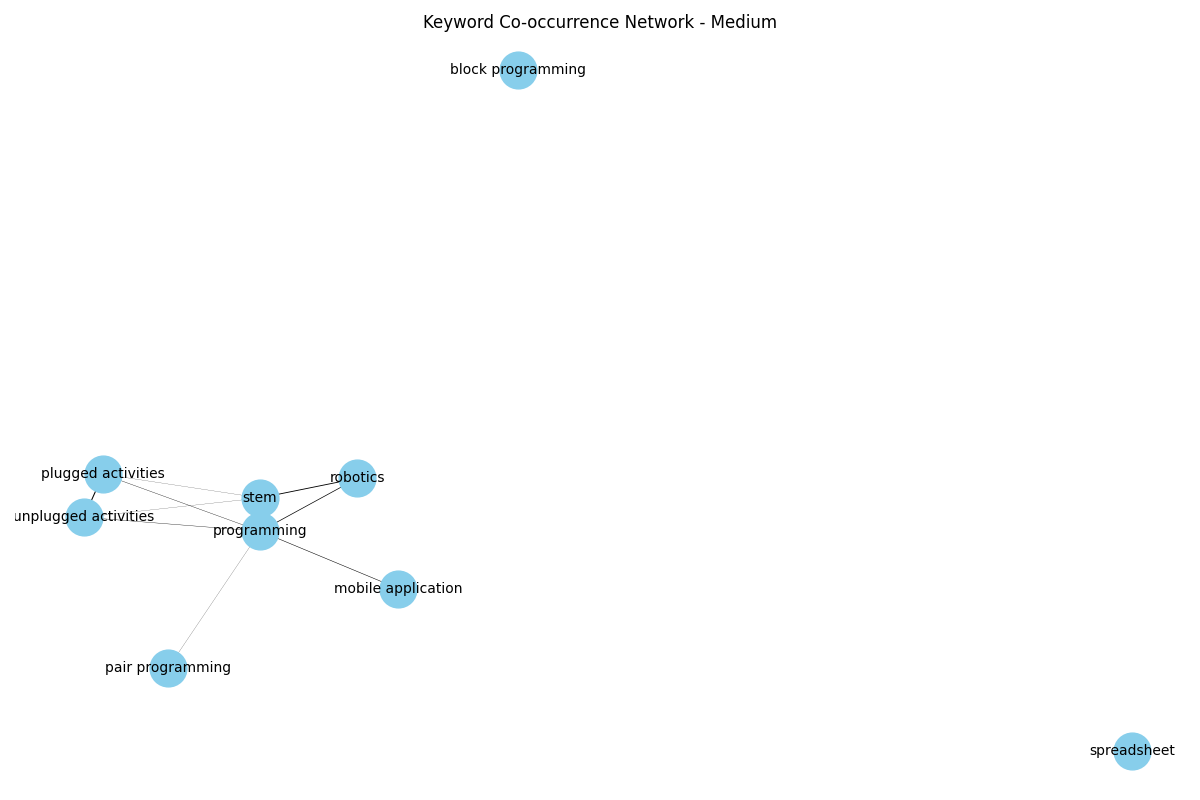 Keyword Co-occurrence Network - Medium
block programming
plugged activities
robotics
stem
unplugged activities
programming
mobile application
pair programming
spreadsheet